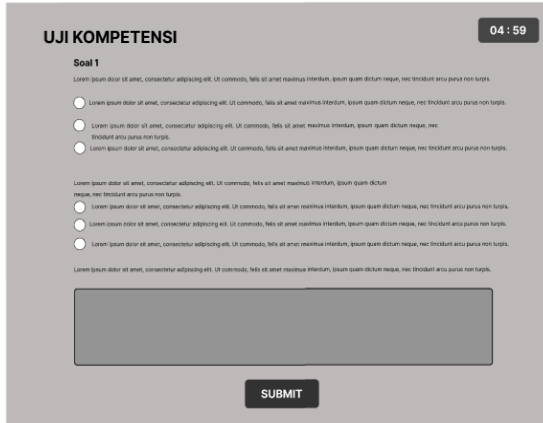 UJI KOMPETENSI
04 : 59
Soal 1
Lorem ipsum dolor sit amet, consectetur adipiscing elit. Ut commodo, felis sit amet maximus interdum, ipsum quam dictum neque, nec tincidunt arcu purus non turpis.
Lorem ipsum dolor sit amet, consectetur adipiscing elit. Ut commodo, felis sit amet maximus interdum, ipsum quam dictum neque, nec tincidunt arcu purus non turpis.
Lorem ipsum dolor sit amet, consectetur adipiscing elit. Ut commodo, felis sit amet maximus interdum, ipsum quam dictum neque, nec
tincidunt arcu purus non turpis.
Lorem ipsum dolor sit amet, consectetur adipiscing elit. Ut commodo, felis sit amet maximus interdum, ipsum quam dictum neque, nec tincidunt arcu purus non turpis.
Lorem ipsum dolor sit amet, consectetur adipiscing elit. Ut commodo, felis sit amet maximus interdum, ipsum quam dictum
neque, nec tincidunt arcu purus non turpis.
Lorem ipsum dolor sit amet, consectetur adipiscing elit. Ut commodo, felis sit amet maximus interdum, ipsum quam dictum neque, nec tincidunt arcu purus non turpis.
Lorem ipsum dolor sit amet, consectetur adipiscing elit. Ut commodo, felis sit amet maximus interdum, ipsum quam dictum neque, nec tincidunt arcu purus non turpis.
Lorem ipsum dolor sit amet, consectetur adipiscing elit. Ut commodo, felis sit amet maximus interdum, ipsum quam dictum neque, nec tincidunt arcu purus non turpis.
Lorem ipsum dolor sit amet, consectetur adipiscing elit. Ut commodo, felis sit amet maximus interdum, ipsum quam dictum neque, nec tincidunt arcu purus non turpis.
SUBMIT